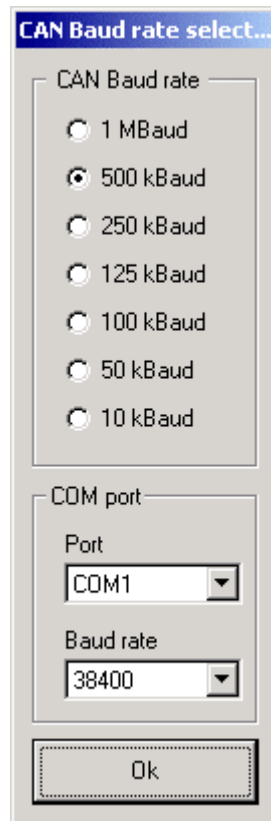 CAN Baud rate select...
CAN Baud rate
1 MBaud
500 kBaud
250 kBaud
125 kBaud
100 kBaud
50 kBaud
10 kBaud
COM port
Port
COM1
Baud rate
38400
Ok